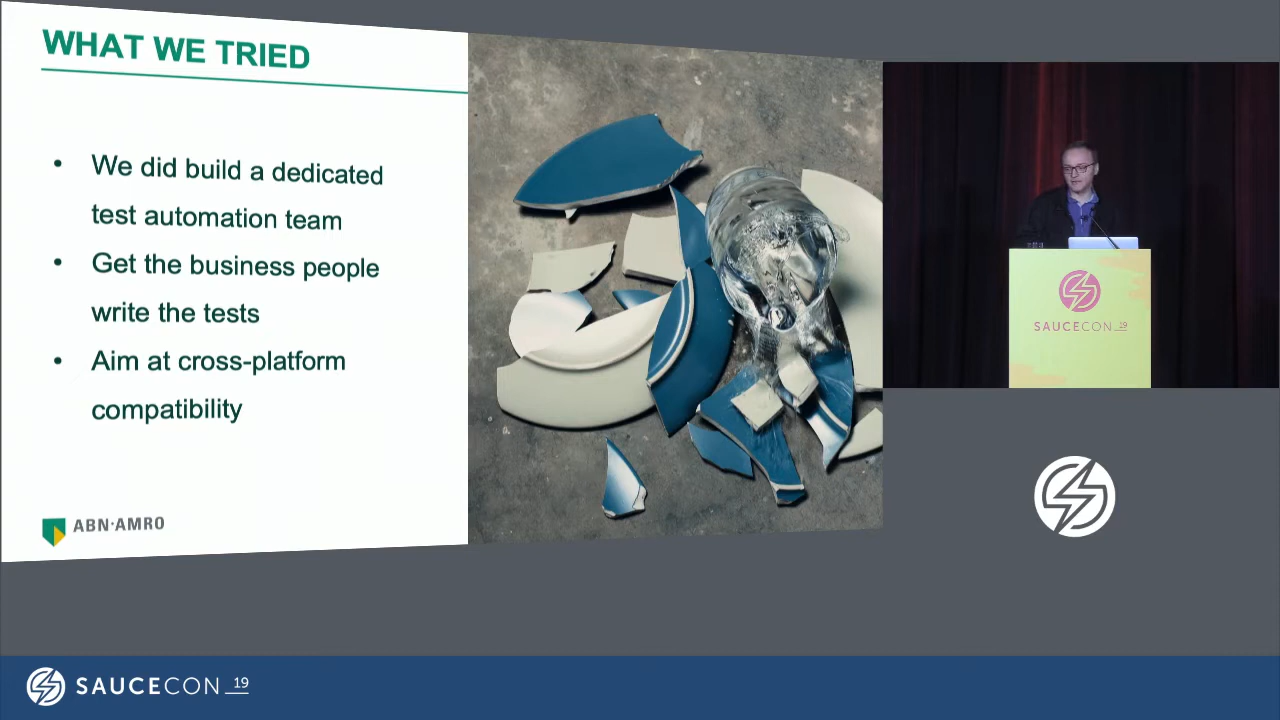 WHAT WE TRIED
• We did build a dedicated
test automation team
• Get the business people
write the tests
• Aim at cross-platform
compatibility
ABN·AMRO
SAUCECON 19
SAUCECON 19